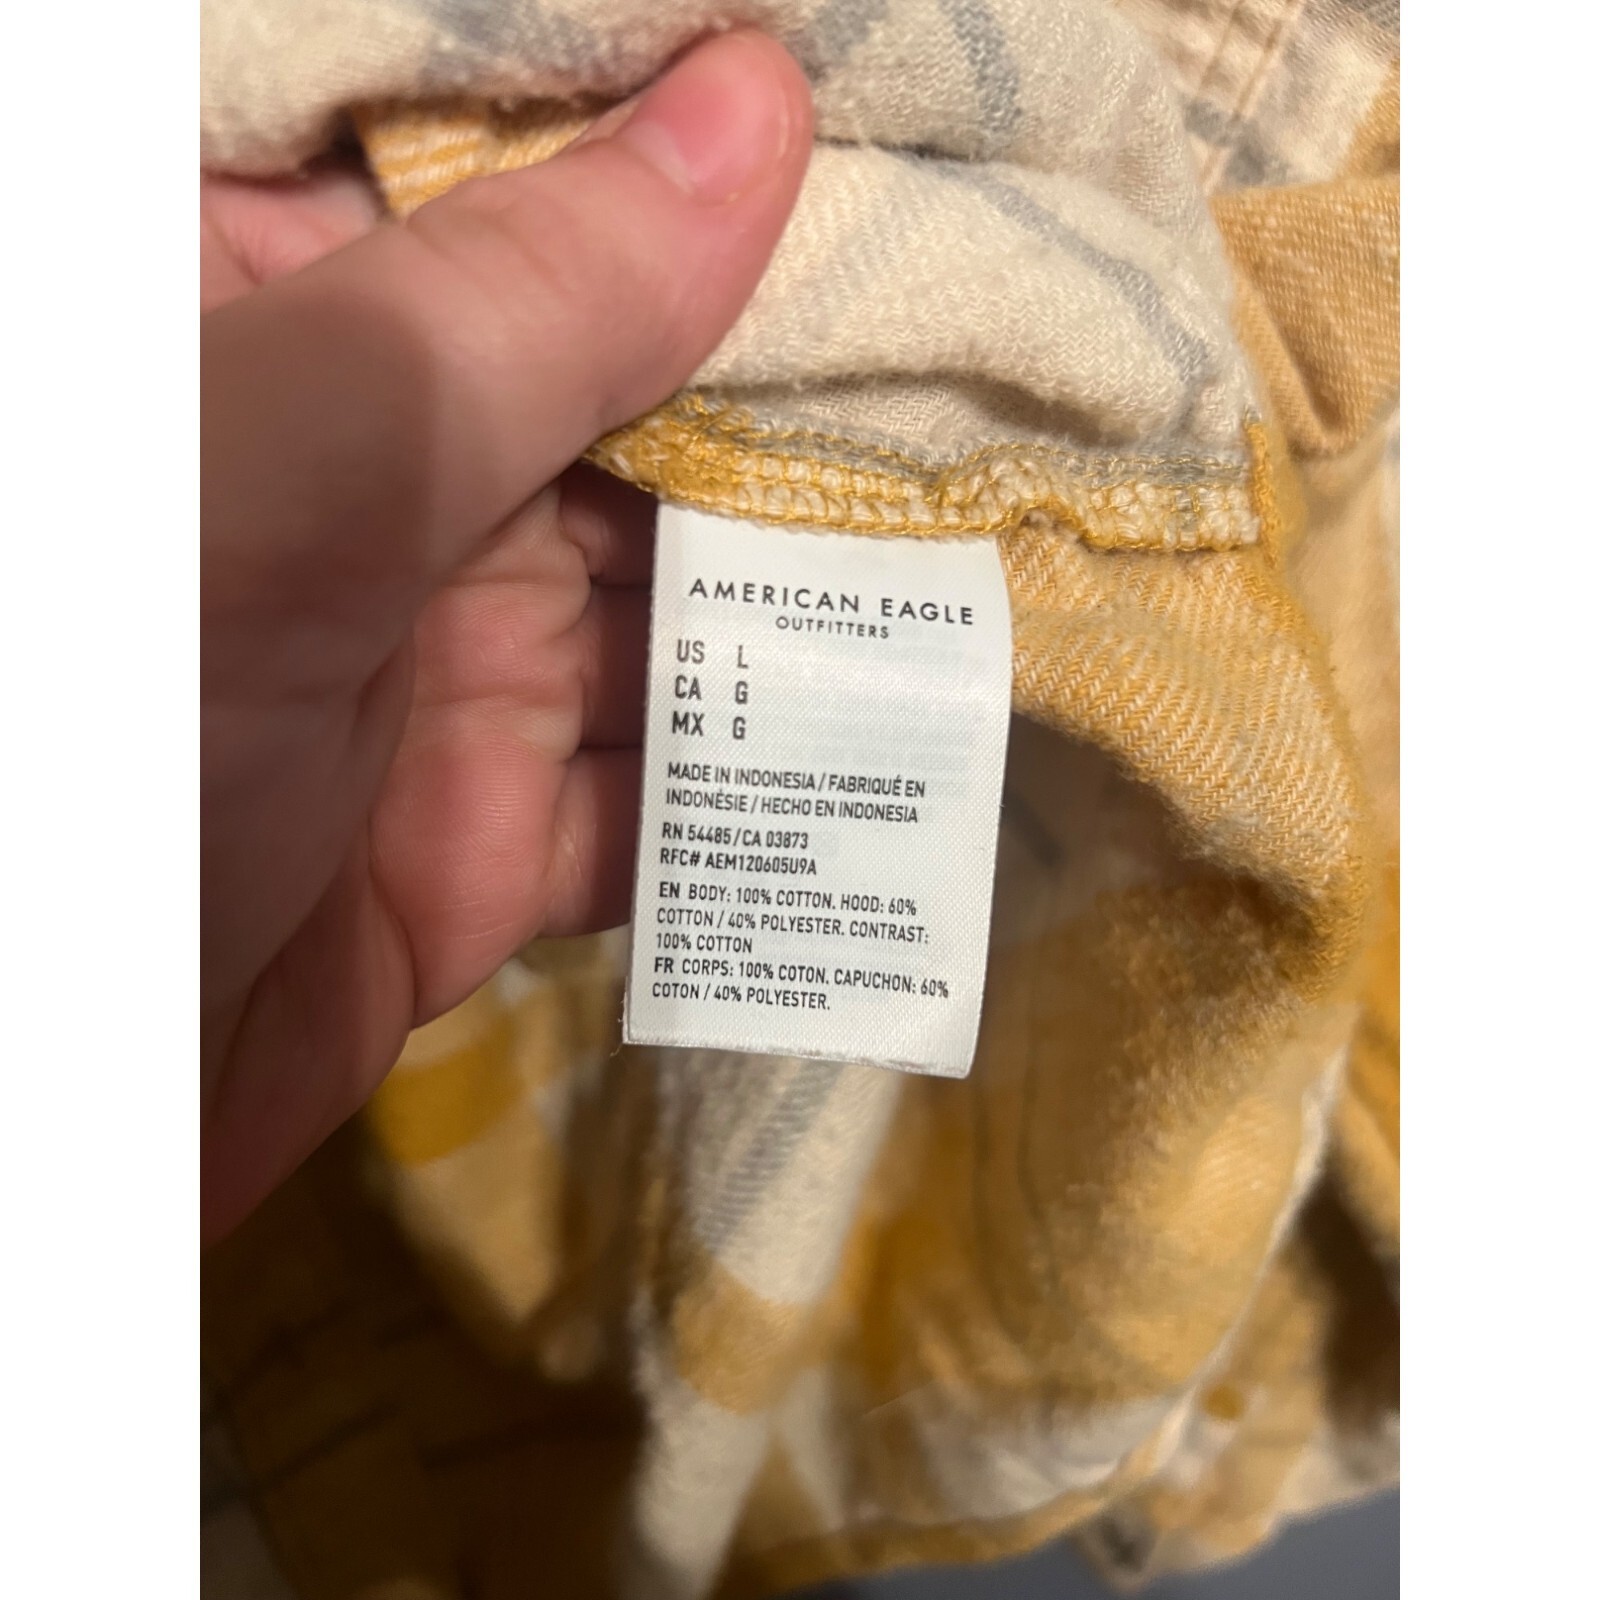 AMERICAN EAGLE
OUTFITTERS
US L
CA G
MX G
MADE IN INDONESIA / FABRIQUÉ EN
INDONÉSIE / HECHO EN INDONESIA
RN 54485 / CA 03873
RFC# AEM120605U9A
EN BODY: 100% COTTON. HOOD: 60%
COTTON / 40% POLYESTER. CONTRAST:
100% COTTON
FR CORPS: 100% COTON. CAPUCHON: 60%
COTON / 40% POLYESTER.